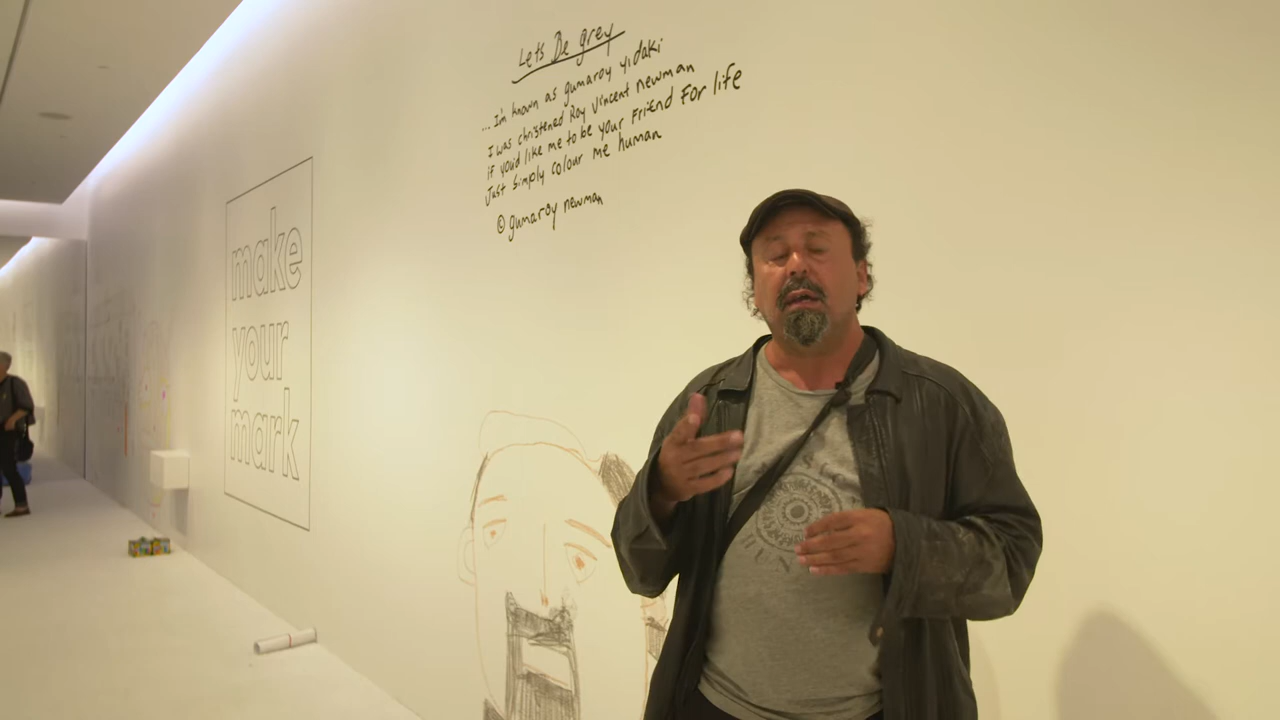 Lets Be grey
...I'm known as gumaroy yidaki
I was christened Roy Vincent newman
if you'd like me to be your Friend For life
Just Simply colour me human
© gumaroy newman
make
your
mark